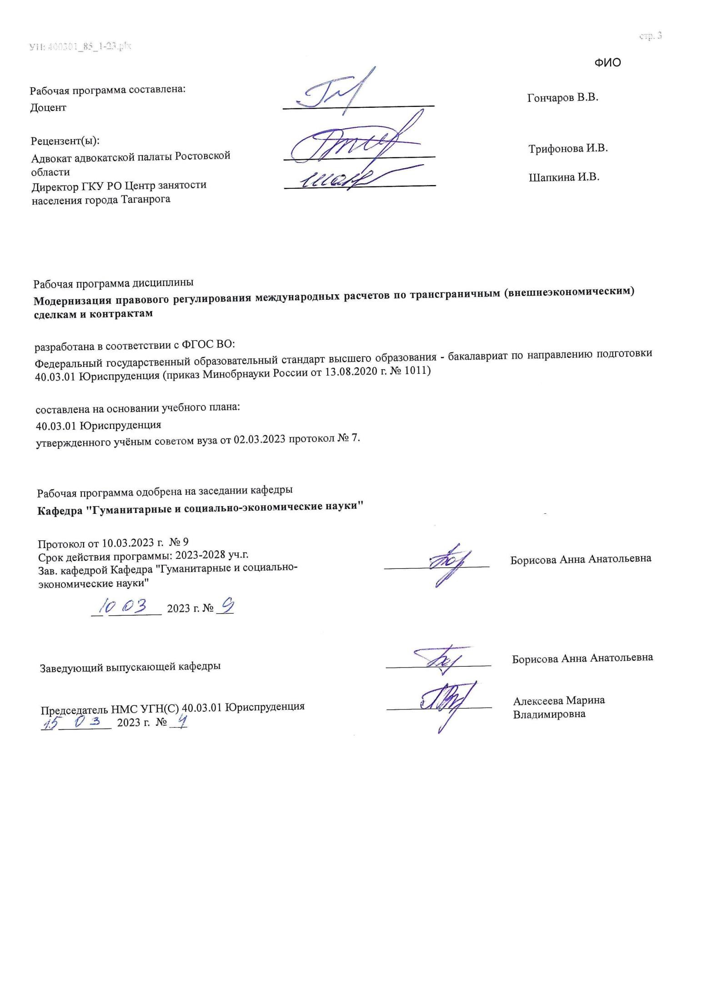 УП: 400301_85_1-23.plx
стр. 3
ФИО
Рабочая программа составлена:
Доцент
Гончаров В.В.
Рецензент(ы):
Адвокат адвокатской палаты Ростовской
области
Трифонова И.В.
Директор ГКУ РО Центр занятости
населения города Таганрога
Шапкина И.В.
Рабочая программа дисциплины
Модернизация правового регулирования международных расчетов по трансграничным (внешнеэкономическим)
сделкам и контрактам
разработана в соответствии с ФГОС ВО:
Федеральный государственный образовательный стандарт высшего образования - бакалавриат по направлению подготовки
40.03.01 Юриспруденция (приказ Минобрнауки России от 13.08.2020 г. № 1011)
составлена на основании учебного плана:
40.03.01 Юриспруденция
утвержденного учёным советом вуза от 02.03.2023 протокол № 7.
Рабочая программа одобрена на заседании кафедры
Кафедра "Гуманитарные и социально-экономические науки"
Протокол от 10.03.2023 г. № 9
Срок действия программы: 2023-2028 уч.г.
Зав. кафедрой Кафедра "Гуманитарные и социально-
экономические науки"
Борисова Анна Анатольевна
10 03 2023 г. № 9
Заведующий выпускающей кафедры
Борисова Анна Анатольевна
Председатель НМС УГН(С) 40.03.01 Юриспруденция
Алексеева Марина
Владимировна
15 03 2023 г. № 4